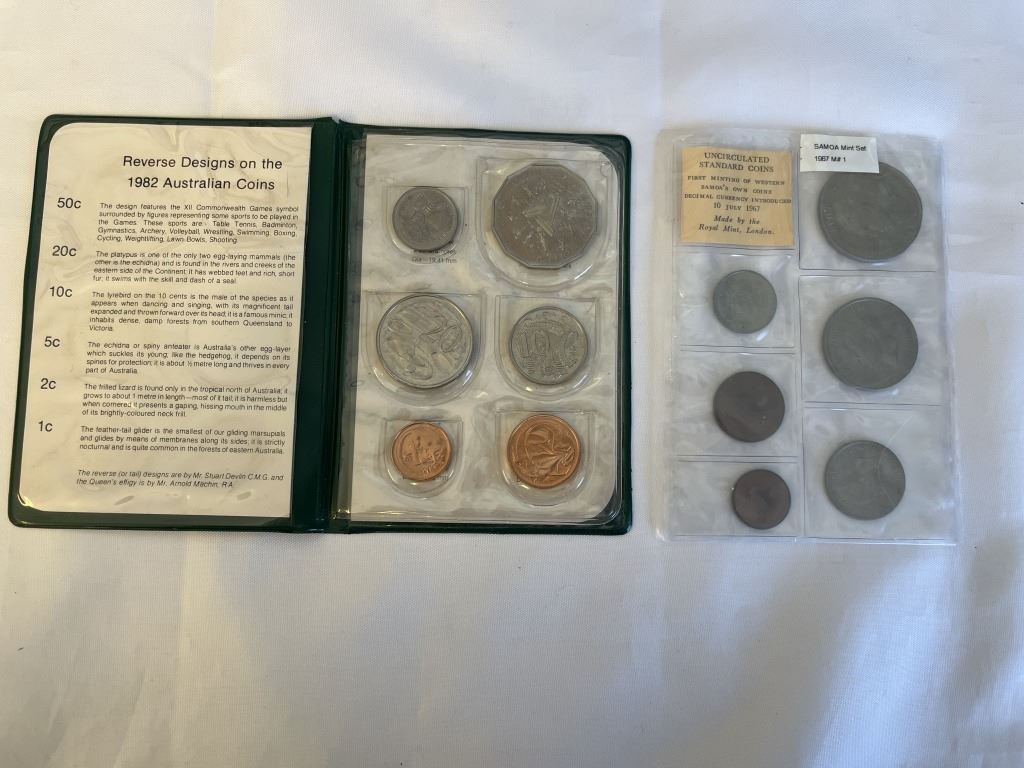 Reverse Designs on the
1982 Australian Coins
50c
The design features the XII Commonwealth Games symbol
surrounded by figures representing some sports to be played in
the Games. These sports are:- Table Tennis, Badminton,
Gymnastics, Archery, Volleyball, Wrestling, Swimming, Boxing,
Cycling, Weightlifting, Lawn Bowls, Shooting.
20c
The platypus is one of the only two egg-laying mammals (the
other is the echidna) and is found in the rivers and creeks of the
eastern side of the Continent; it has webbed feet and rich, short
fur; it swims with the skill and dash of a seal.
10c
The lyrebird on the 10 cents is the male of the species as it
appears when dancing and singing, with its magnificent tail
expanded and thrown forward over its head; it is a famous mimic; it
inhabits dense, damp forests from southern Queensland to
Victoria.
5c
The echidna or spiny anteater is Australia's other egg-layer
which suckles its young; like the hedgehog, it depends on its
spines for protection; it is about ½ metre long and thrives in every
part of Australia.
2c
The frilled lizard is found only in the tropical north of Australia; it
grows to about 1 metre in length—most of it tail; it is harmless but
when cornered it presents a gaping, hissing mouth in the middle
of its brightly-coloured neck frill.
1c
The feather-tail glider is the smallest of our gliding marsupials
and glides by means of membranes along its sides; it is strictly
nocturnal and is quite common in the forests of eastern Australia.
The reverse (or tail) designs are by Mr. Stuart Devlin C.M.G. and
the Queen's effigy is by Mr. Arnold Machin, R.A.
Dia—19.41mm
10
2
UNCIRCULATED
STANDARD COINS
FIRST MINTING OF WESTERN
SAMOA'S OWN COINS
DECIMAL CURRENCY INTRODUCED
10 JULY 1967
Made by the
Royal Mint, London.
SAMOA Mint Set
1967 M# 1